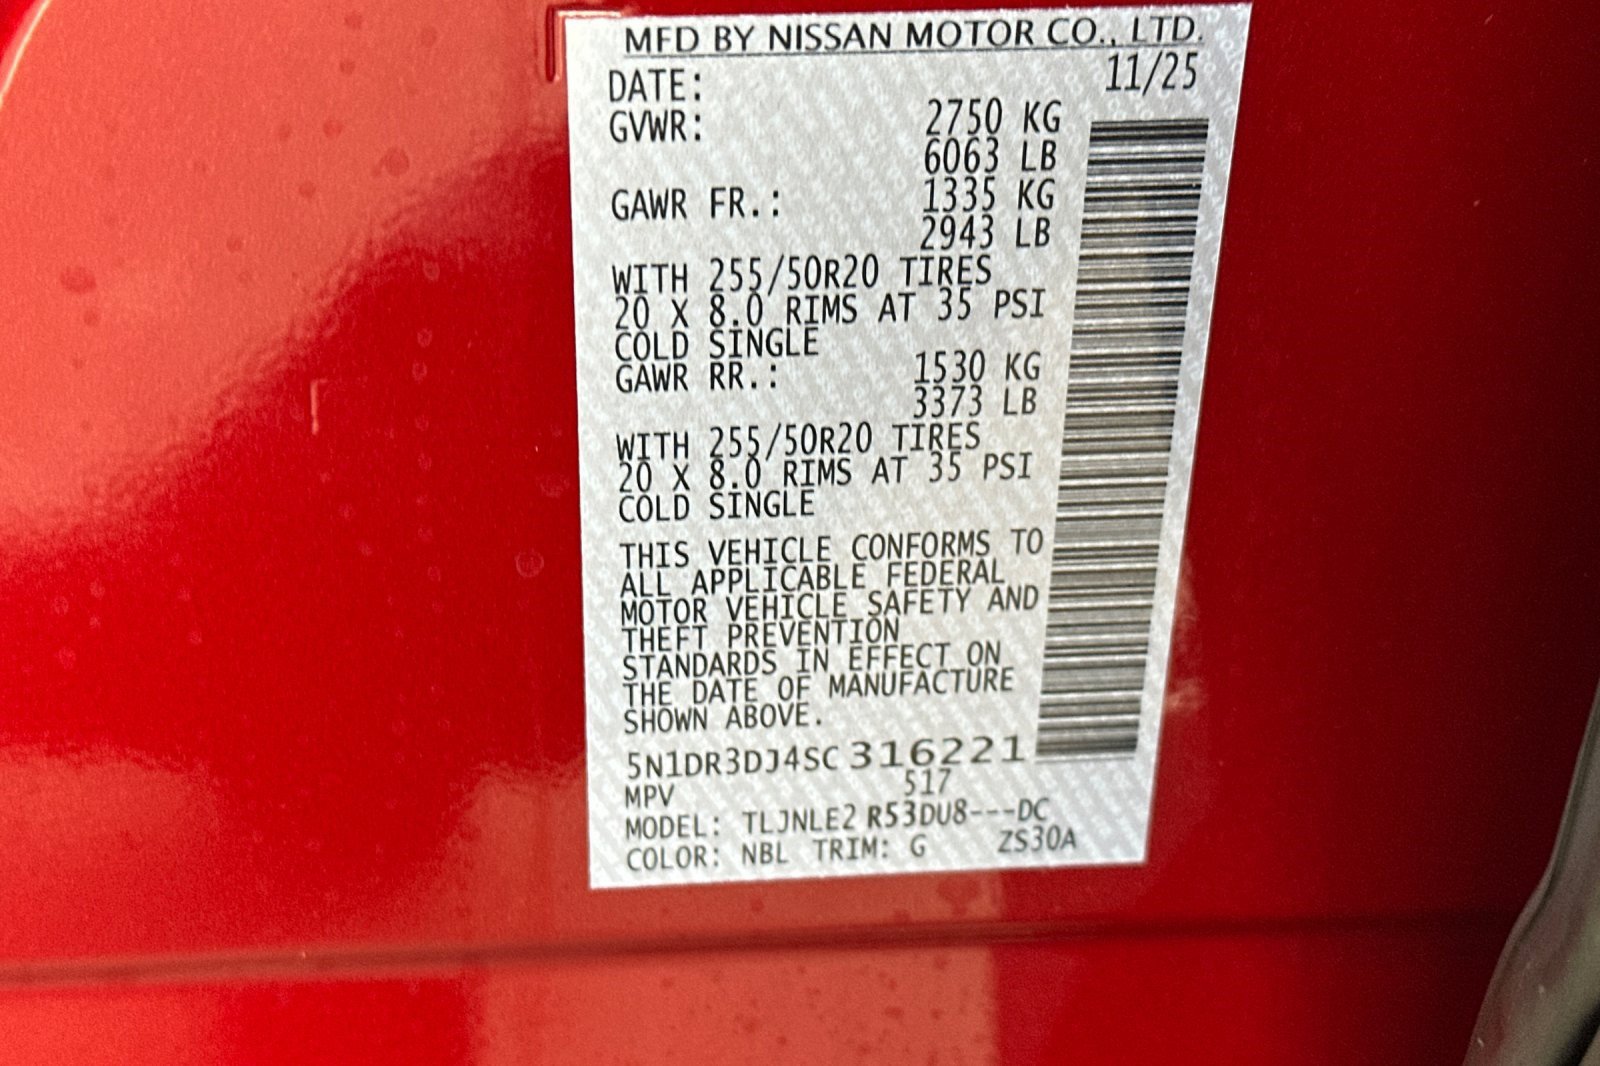 MFD BY NISSAN MOTOR CO., LTD.
DATE: 11/25
GVWR: 2750 KG
6063 LB
GAWR FR.: 1335 KG
2943 LB
WITH 255/50R20 TIRES
20 X 8.0 RIMS AT 35 PSI
COLD SINGLE
GAWR RR.: 1530 KG
3373 LB
WITH 255/50R20 TIRES
20 X 8.0 RIMS AT 35 PSI
COLD SINGLE
THIS VEHICLE CONFORMS TO
ALL APPLICABLE FEDERAL
MOTOR VEHICLE SAFETY AND
THEFT PREVENTION
STANDARDS IN EFFECT ON
THE DATE OF MANUFACTURE
SHOWN ABOVE.
5N1DR3DJ4SC 316221
MPV 517
MODEL: TLJNLE2 R53DU8---DC
COLOR: NBL TRIM: G ZS30A